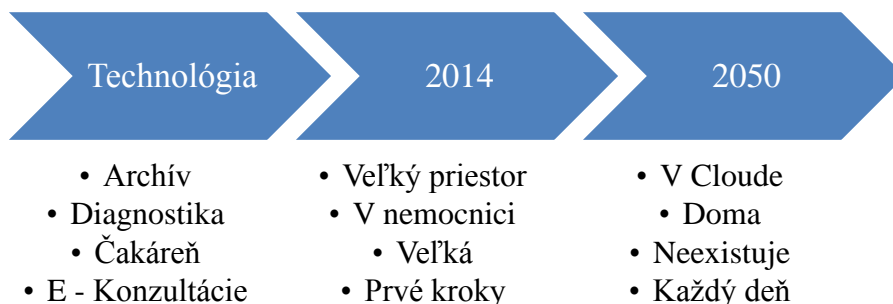 Technológia
2014
2050
• Archív
• Diagnostika
• Čakáreň
• E - Konzultácie
• Veľký priestor
• V nemocnici
• Veľká
• Prvé kroky
• V Cloude
• Doma
• Neexistuje
• Každý deň